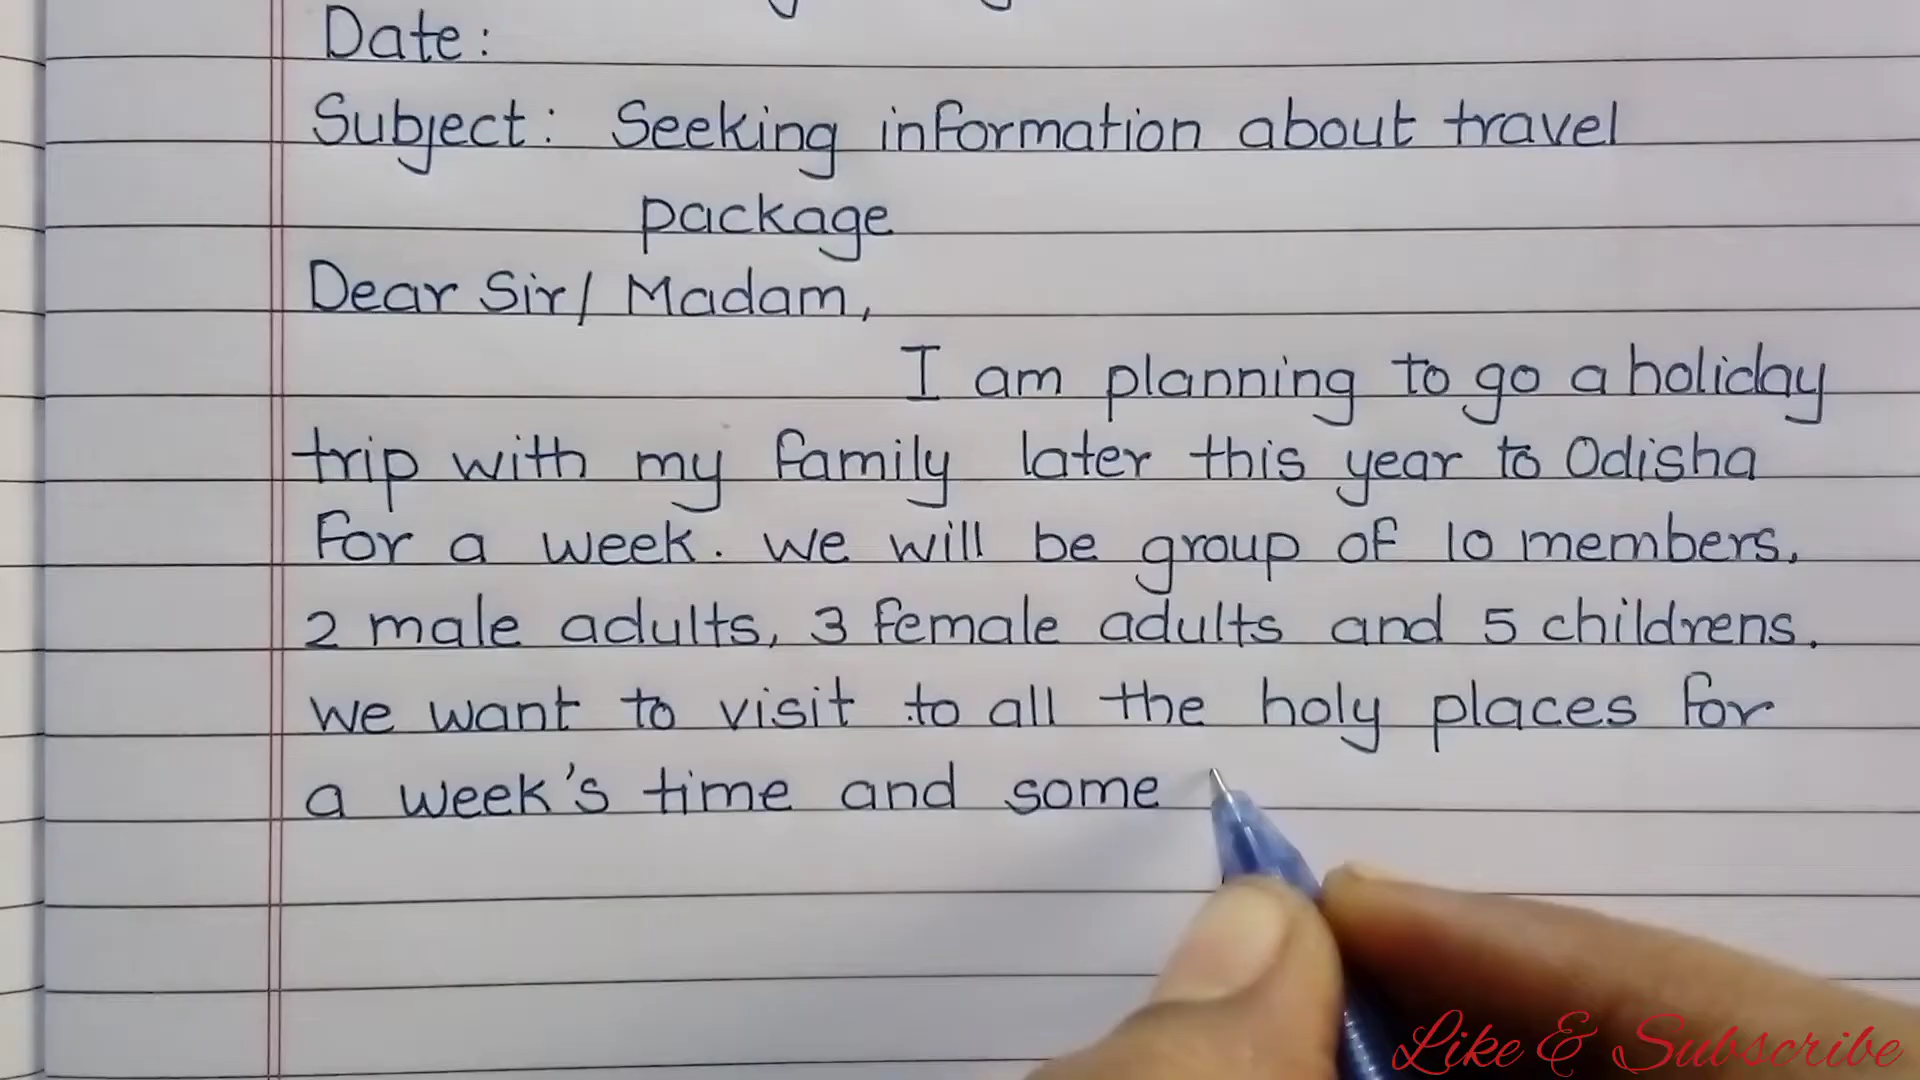 Date:
Subject: Seeking information about travel
package
Dear Sir/ Madam,
I am planning to go a holiday
trip with my family later this year to Odisha
for a week. we will be group of 10 members.
2 male adults, 3 female adults and 5 childrens.
we want to visit to all the holy places for
a week's time and some
Like & Subscribe